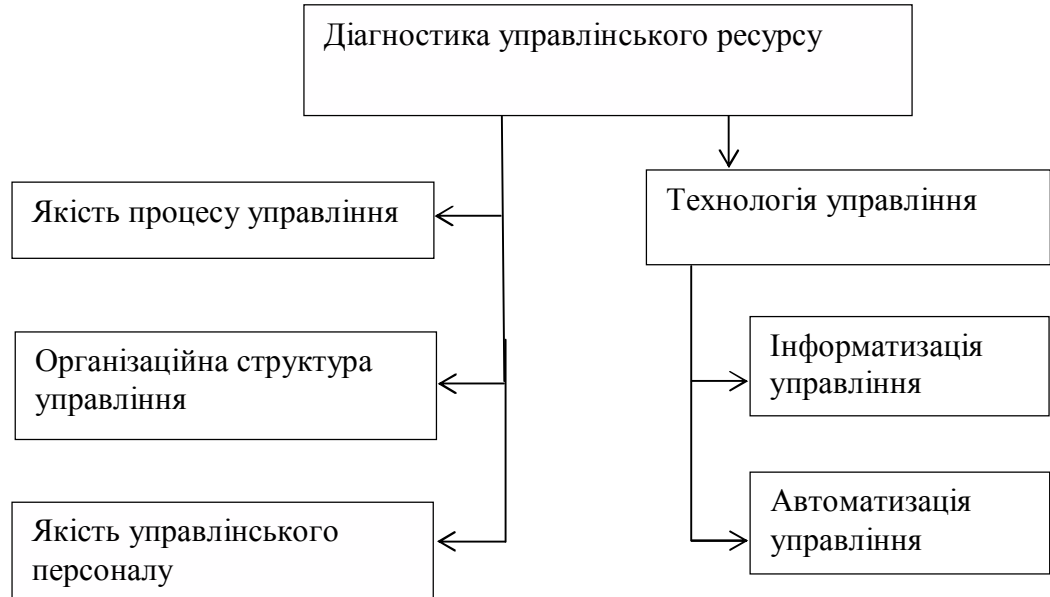 Діагностика управлінського ресурсу
Якість процесу управління
Технологія управління
Організаційна структура
управління
Інформатизація
управління
Якість управлінського
персоналу
Автоматизація
управління